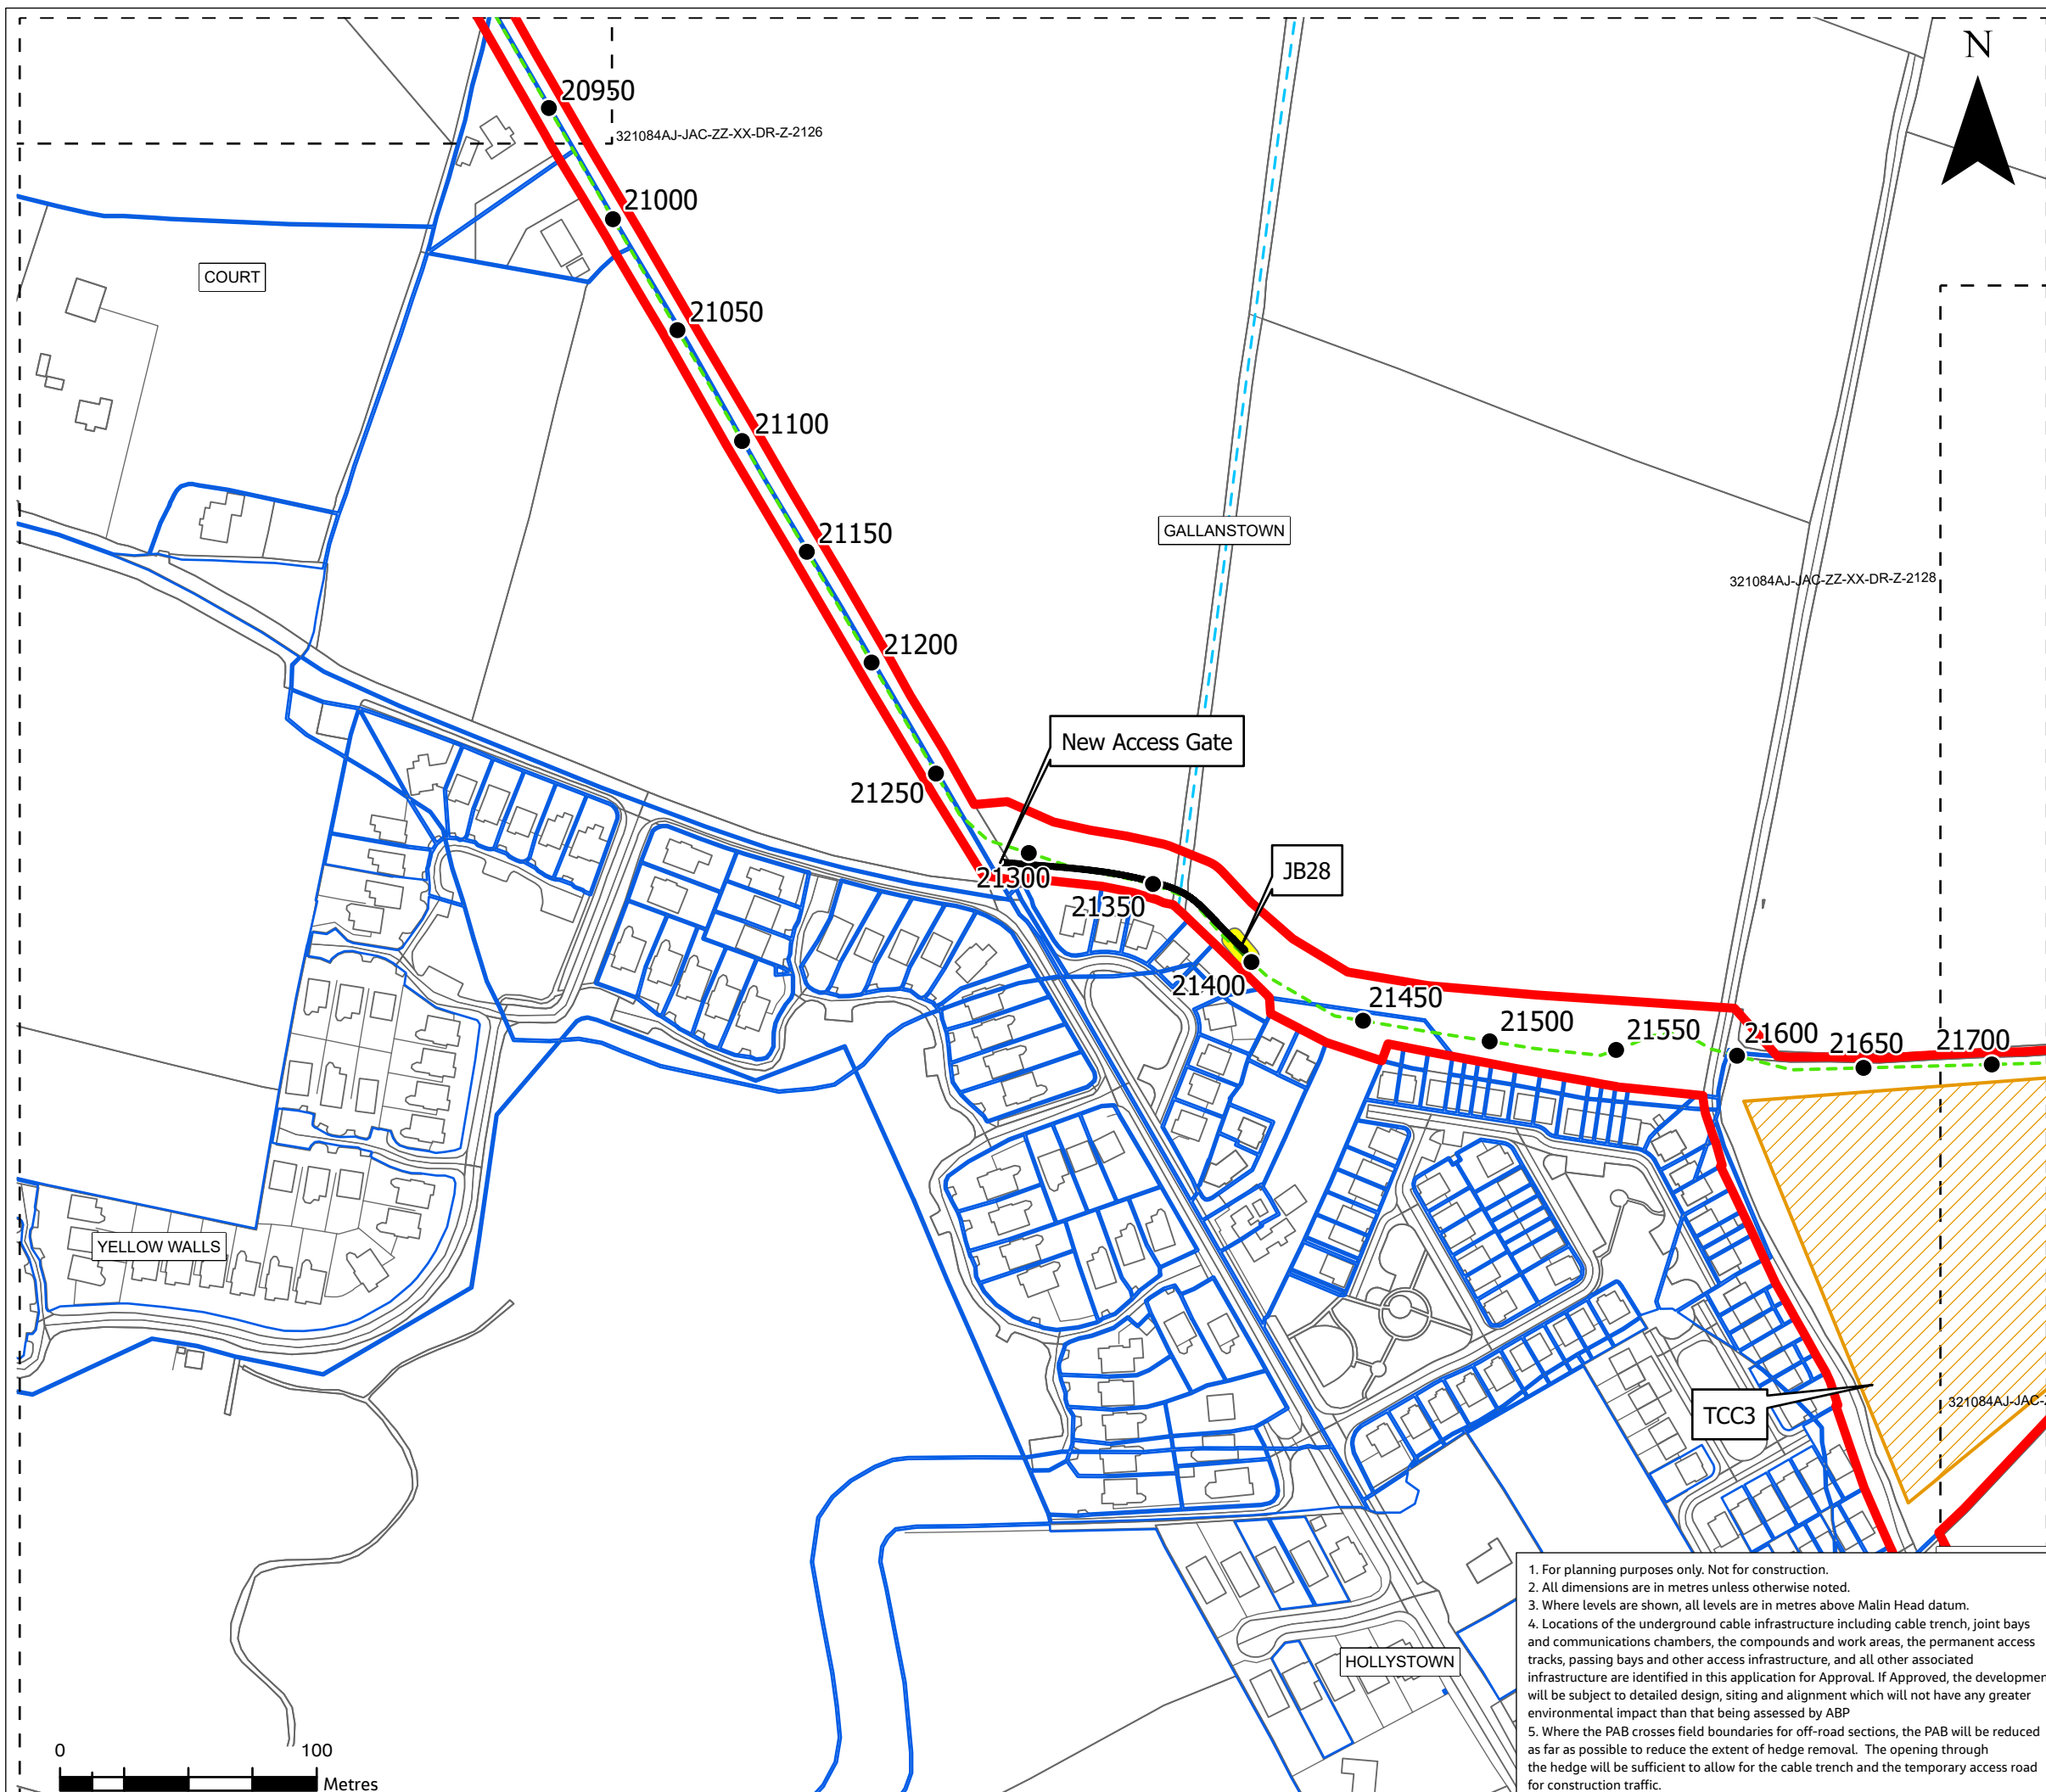 N
20950
321084AJ-JAC-ZZ-XX-DR-Z-2126
21000
COURT
21050
21100
21150
GALLANSTOWN
321084AJ-JAC-ZZ-XX-DR-Z-2128
21200
New Access Gate
21250
JB28
21300
21350
21400
21450
21500
21550
21600
21650
21700
YELLOW WALLS
TCC3
321084AJ-JAC-
HOLLYSTOWN
1. For planning purposes only. Not for construction.
2. All dimensions are in metres unless otherwise noted.
3. Where levels are shown, all levels are in metres above Malin Head datum.
4. Locations of the underground cable infrastructure including cable trench, joint bays
and communications chambers, the compounds and work areas, the permanent access
tracks, passing bays and other access infrastructure, and all other associated
infrastructure are identified in this application for Approval. If Approved, the developmen
will be subject to detailed design, siting and alignment which will not have any greater
environmental impact than that being assessed by ABP
5. Where the PAB crosses field boundaries for off-road sections, the PAB will be reduced
as far as possible to reduce the extent of hedge removal. The opening through
the hedge will be sufficient to allow for the cable trench and the temporary access road
for construction traffic.
0 100
Metres